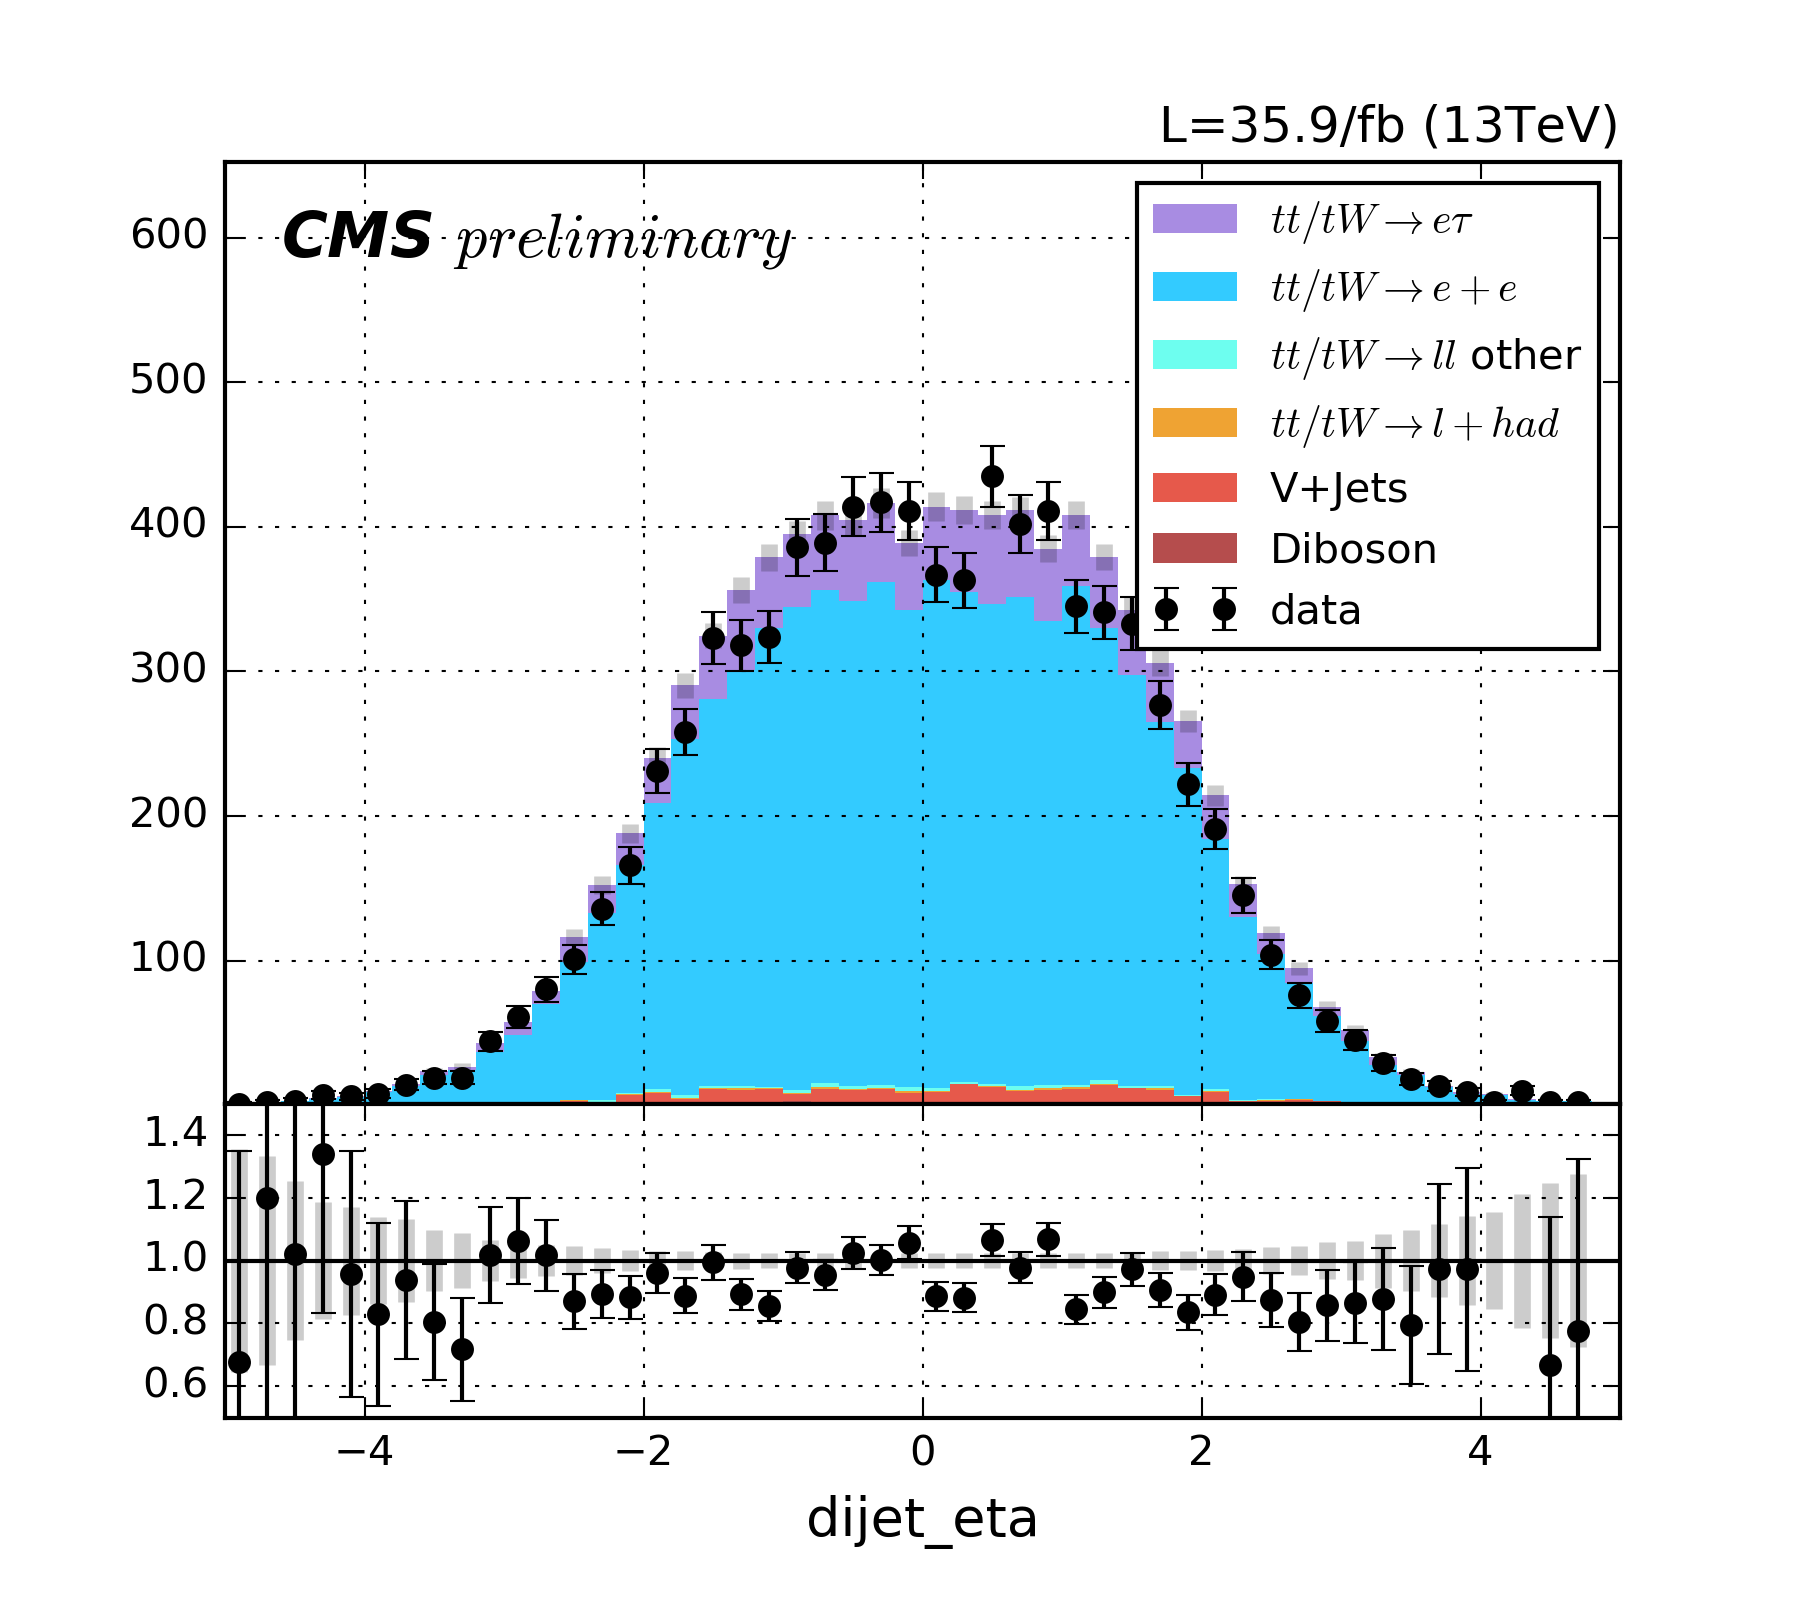 L=35.9/fb (13TeV)
CMS preliminary
600
500
400
300
200
100
tt/tW→eτ
tt/tW→e+e
tt/tW→ll other
tt/tW→l+had
V+Jets
Diboson
data
1.4
1.2
1.0
0.8
0.6
−4 −2 0 2 4
dijet_eta